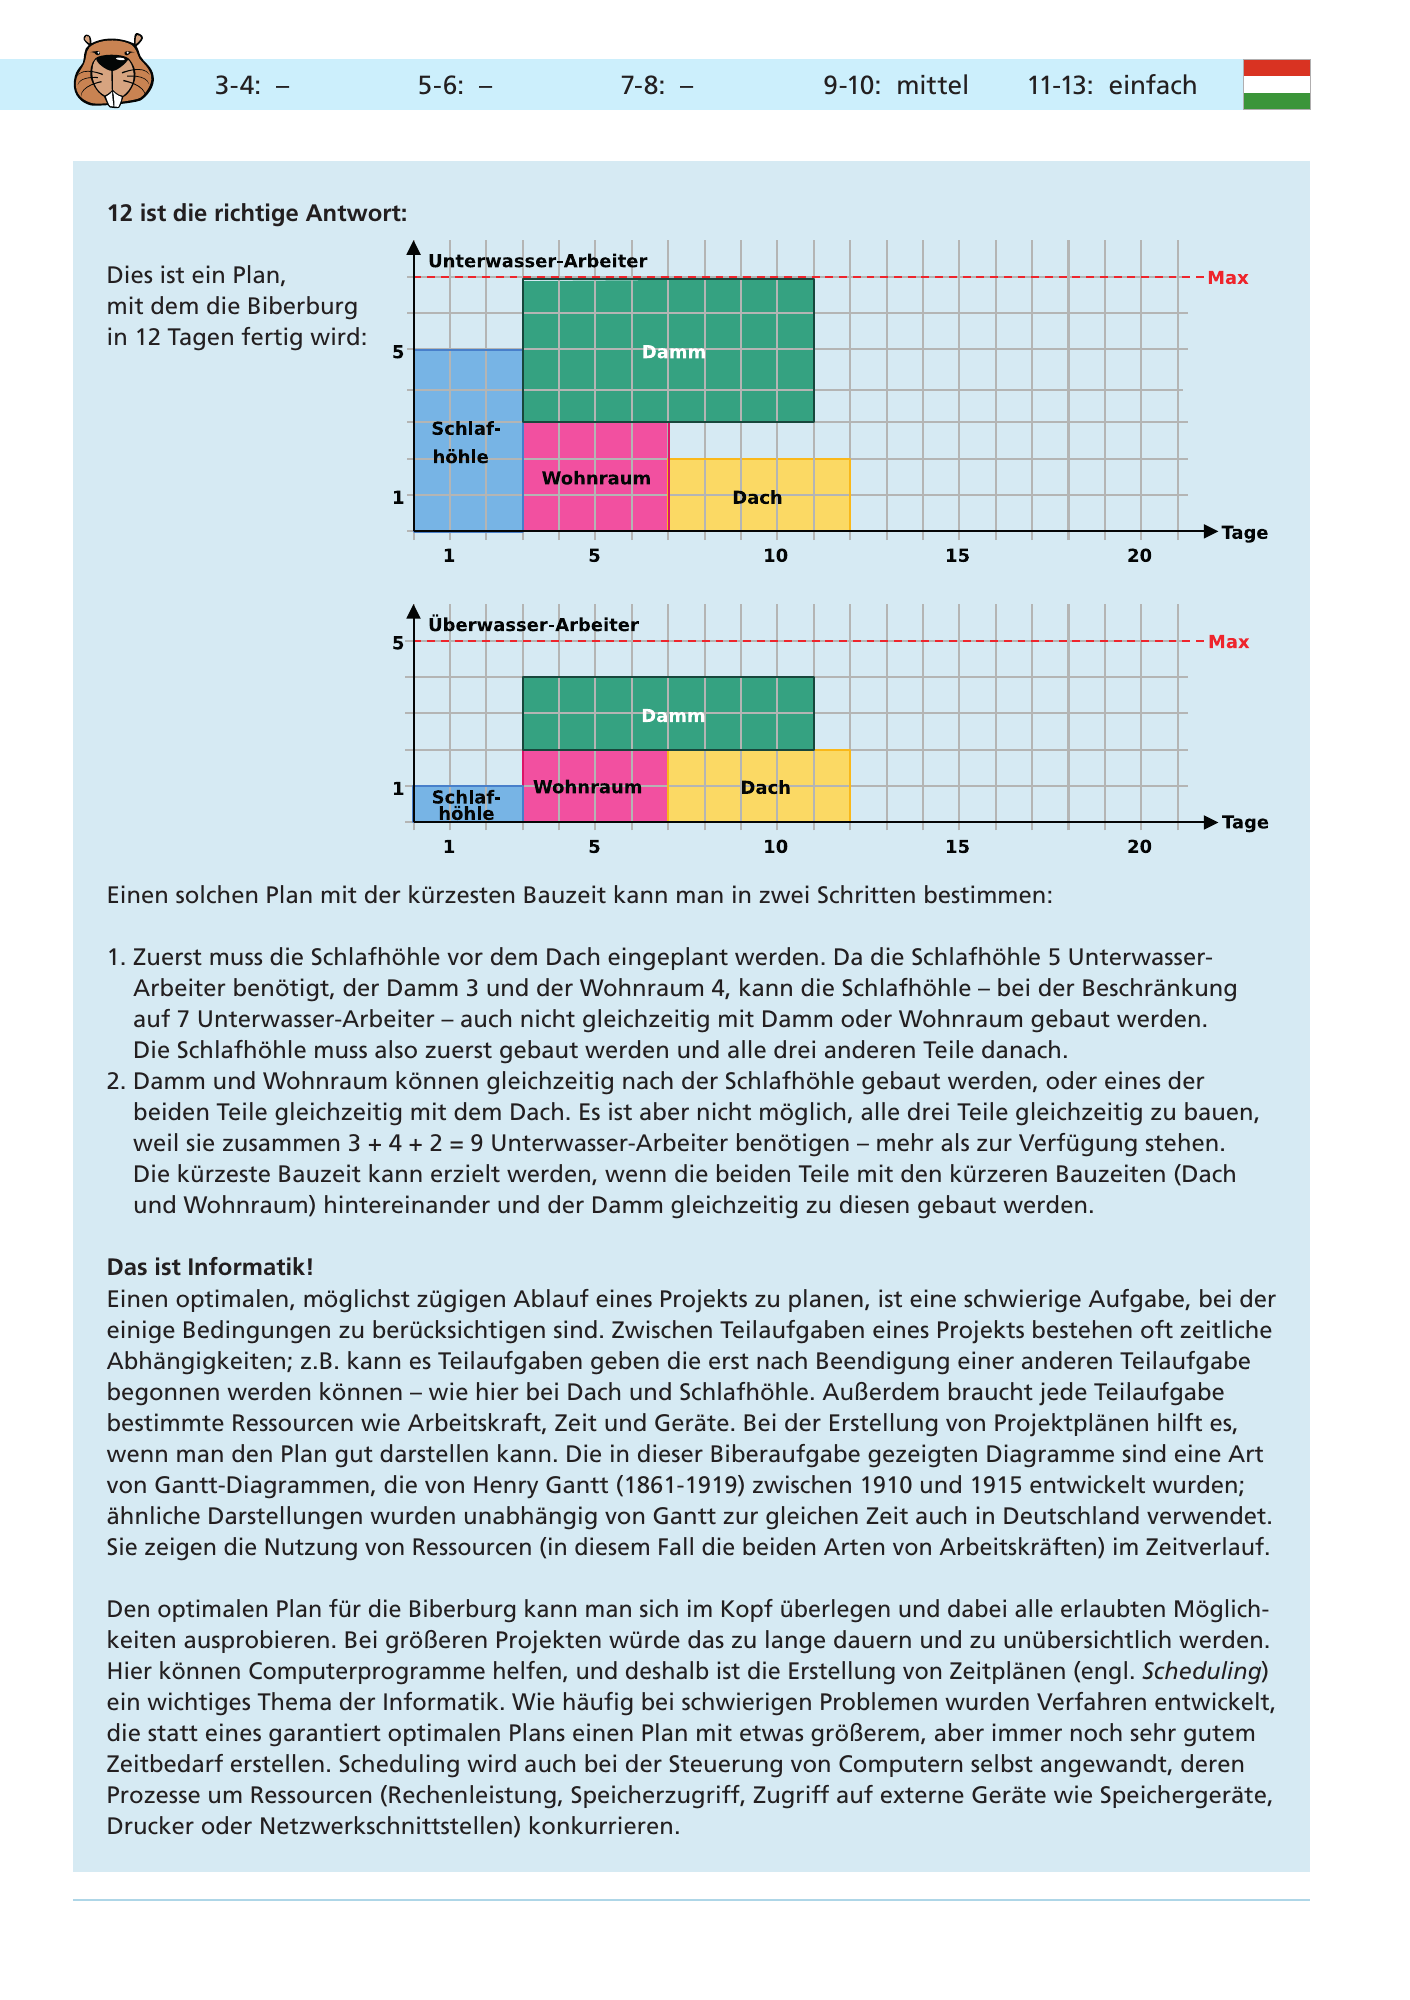 3-4: –
5-6: –
7-8: –
9-10: mittel
11-13: einfach
12 ist die richtige Antwort:
Dies ist ein Plan,
mit dem die Biberburg
in 12 Tagen fertig wird:
Unterwasser-Arbeiter
Max
5
Damm
Schlaf-
höhle
Wohnraum
Dach
1
Tage
1 5 10 15 20
Überwasser-Arbeiter
5
Max
Damm
Wohnraum
Dach
1
Schlaf-
höhle
Tage
1 5 10 15 20
Einen solchen Plan mit der kürzesten Bauzeit kann man in zwei Schritten bestimmen:
1. Zuerst muss die Schlafhöhle vor dem Dach eingeplant werden. Da die Schlafhöhle 5 Unterwasser-
Arbeiter benötigt, der Damm 3 und der Wohnraum 4, kann die Schlafhöhle – bei der Beschränkung
auf 7 Unterwasser-Arbeiter – auch nicht gleichzeitig mit Damm oder Wohnraum gebaut werden.
Die Schlafhöhle muss also zuerst gebaut werden und alle drei anderen Teile danach.
2. Damm und Wohnraum können gleichzeitig nach der Schlafhöhle gebaut werden, oder eines der
beiden Teile gleichzeitig mit dem Dach. Es ist aber nicht möglich, alle drei Teile gleichzeitig zu bauen,
weil sie zusammen 3 + 4 + 2 = 9 Unterwasser-Arbeiter benötigen – mehr als zur Verfügung stehen.
Die kürzeste Bauzeit kann erzielt werden, wenn die beiden Teile mit den kürzeren Bauzeiten (Dach
und Wohnraum) hintereinander und der Damm gleichzeitig zu diesen gebaut werden.
Das ist Informatik!
Einen optimalen, möglichst zügigen Ablauf eines Projekts zu planen, ist eine schwierige Aufgabe, bei der
einige Bedingungen zu berücksichtigen sind. Zwischen Teilaufgaben eines Projekts bestehen oft zeitliche
Abhängigkeiten; z.B. kann es Teilaufgaben geben die erst nach Beendigung einer anderen Teilaufgabe
begonnen werden können – wie hier bei Dach und Schlafhöhle. Außerdem braucht jede Teilaufgabe
bestimmte Ressourcen wie Arbeitskraft, Zeit und Geräte. Bei der Erstellung von Projektplänen hilft es,
wenn man den Plan gut darstellen kann. Die in dieser Biberaufgabe gezeigten Diagramme sind eine Art
von Gantt-Diagrammen, die von Henry Gantt (1861-1919) zwischen 1910 und 1915 entwickelt wurden;
ähnliche Darstellungen wurden unabhängig von Gantt zur gleichen Zeit auch in Deutschland verwendet.
Sie zeigen die Nutzung von Ressourcen (in diesem Fall die beiden Arten von Arbeitskräften) im Zeitverlauf.
Den optimalen Plan für die Biberburg kann man sich im Kopf überlegen und dabei alle erlaubten Möglich-
keiten ausprobieren. Bei größeren Projekten würde das zu lange dauern und zu unübersichtlich werden.
Hier können Computerprogramme helfen, und deshalb ist die Erstellung von Zeitplänen (engl. Scheduling)
ein wichtiges Thema der Informatik. Wie häufig bei schwierigen Problemen wurden Verfahren entwickelt,
die statt eines garantiert optimalen Plans einen Plan mit etwas größerem, aber immer noch sehr gutem
Zeitbedarf erstellen. Scheduling wird auch bei der Steuerung von Computern selbst angewandt, deren
Prozesse um Ressourcen (Rechenleistung, Speicherzugriff, Zugriff auf externe Geräte wie Speichergeräte,
Drucker oder Netzwerkschnittstellen) konkurrieren.